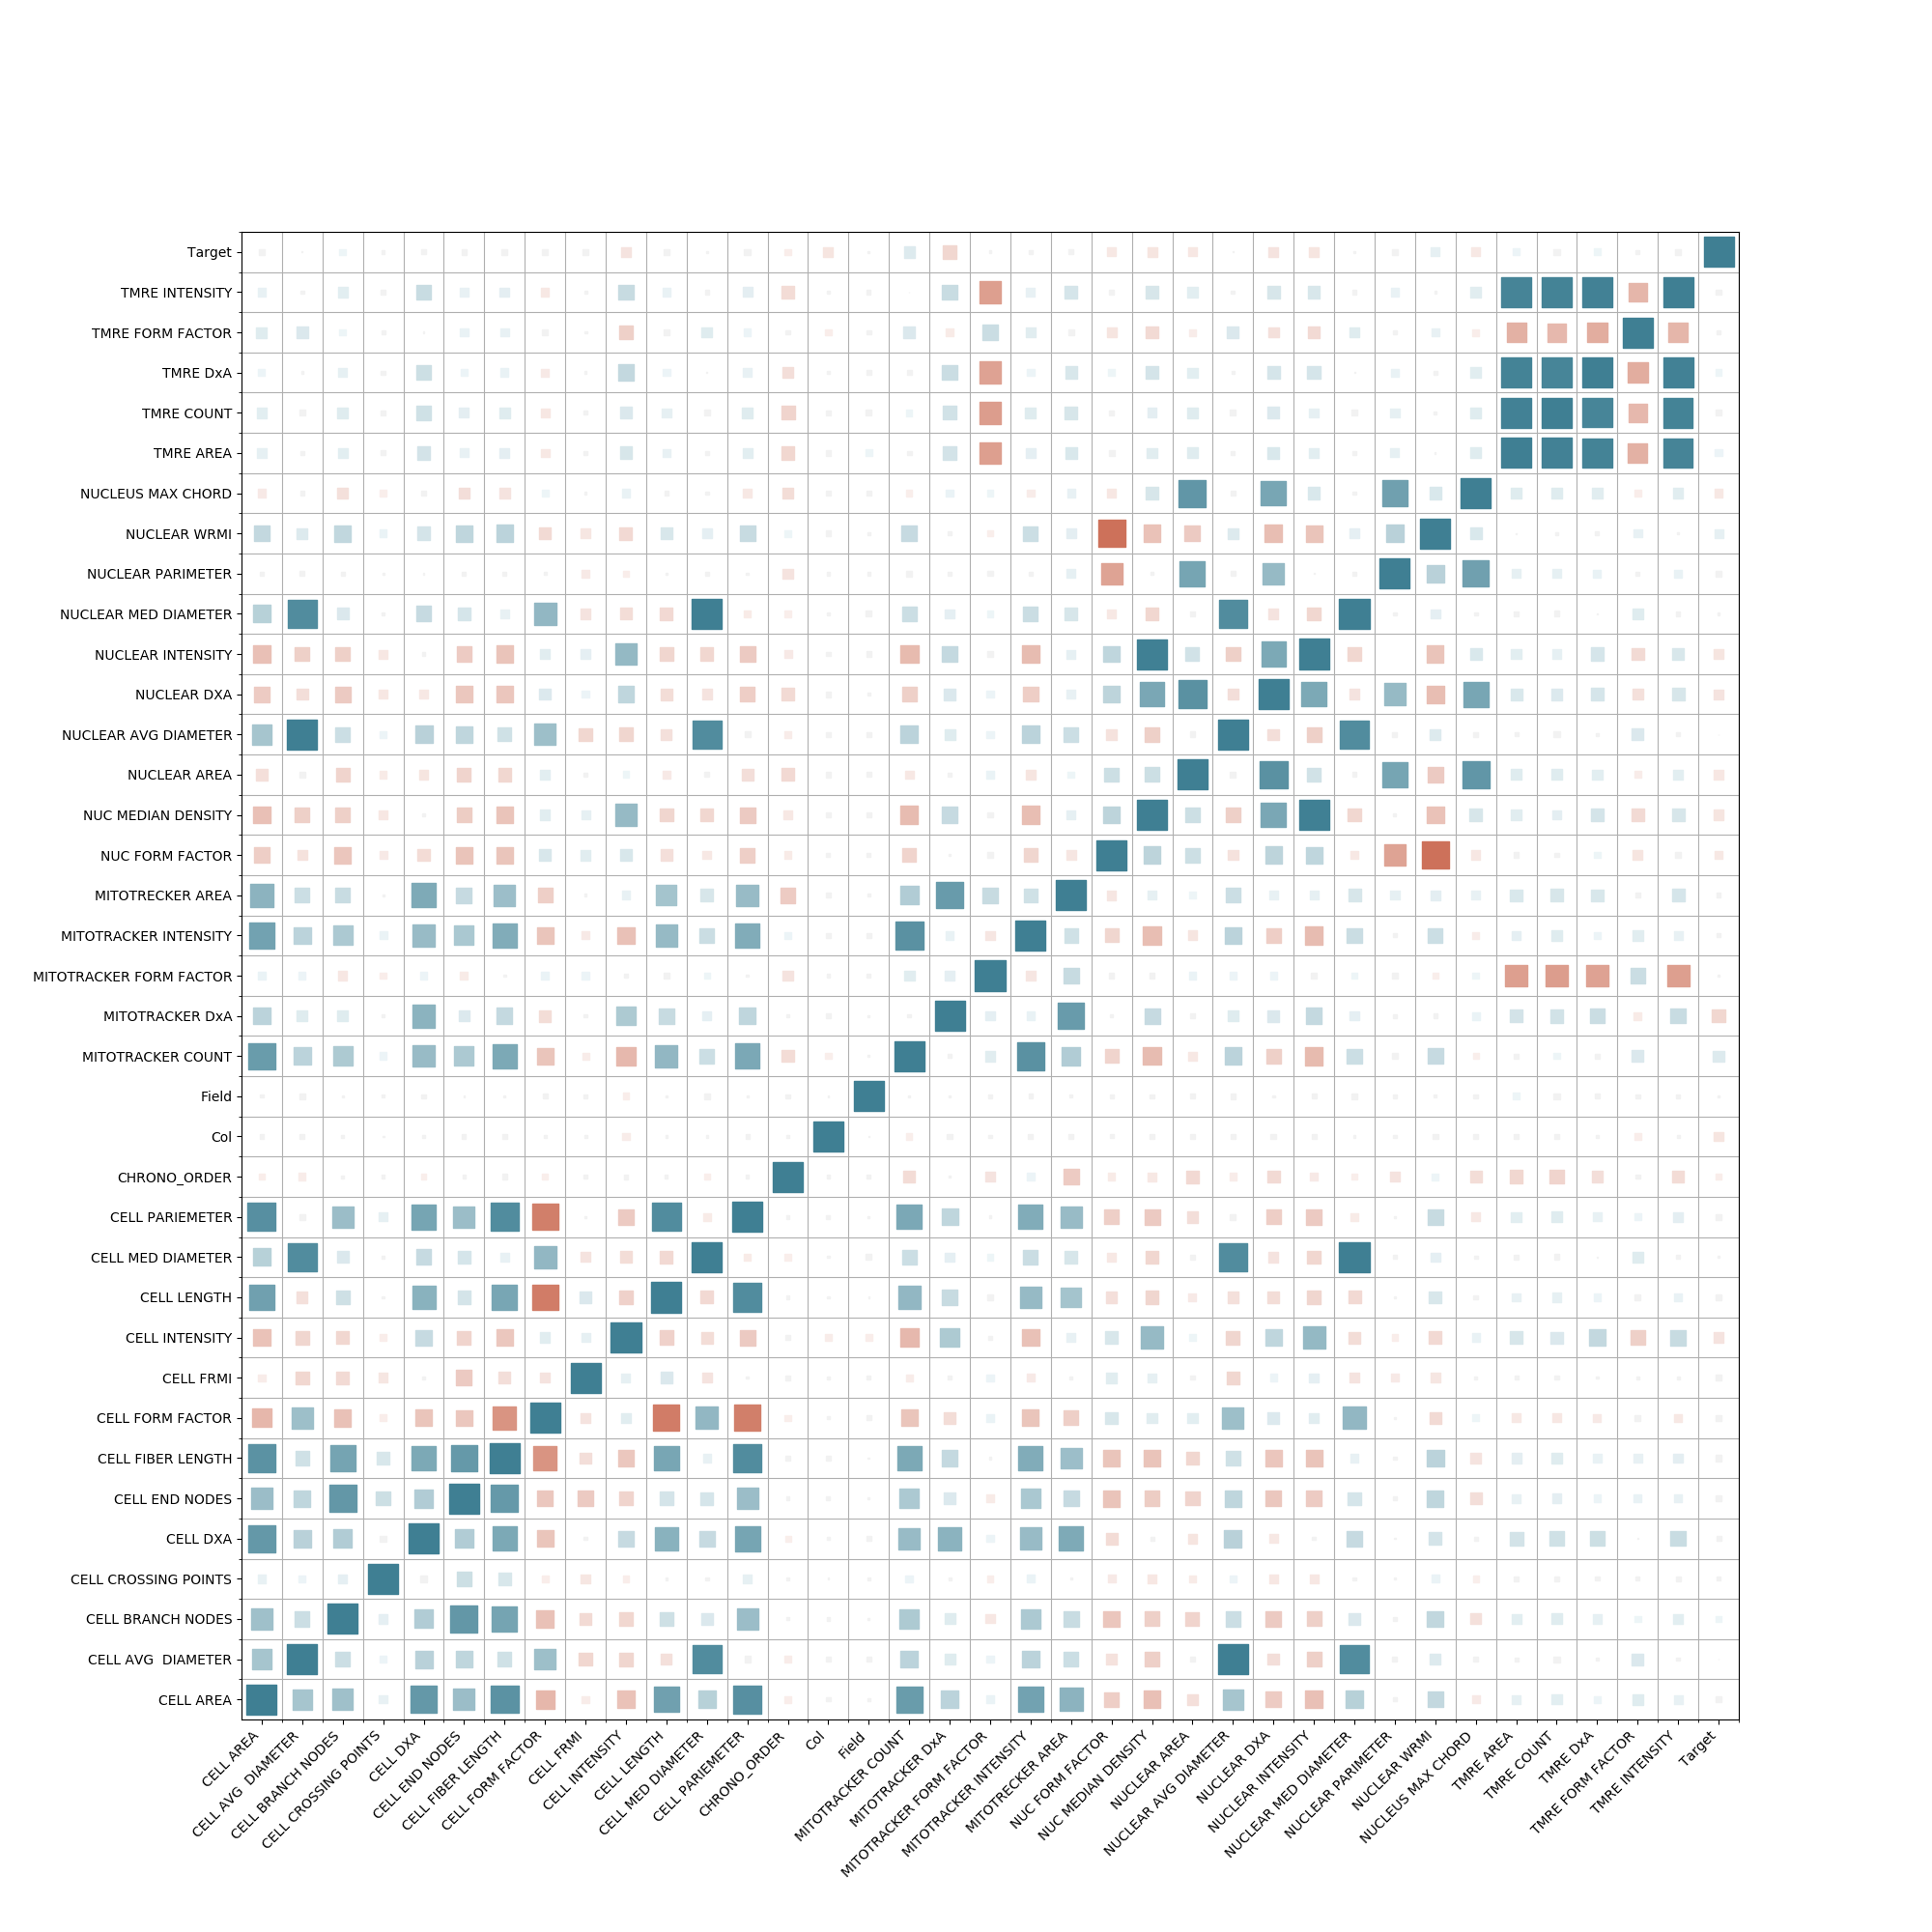 Target
TMRE INTENSITY
TMRE FORM FACTOR
TMRE DxA
TMRE COUNT
TMRE AREA
NUCLEUS MAX CHORD
NUCLEAR WRMI
NUCLEAR PARIMETER
NUCLEAR MED DIAMETER
NUCLEAR INTENSITY
NUCLEAR DXA
NUCLEAR AVG DIAMETER
NUCLEAR AREA
NUC MEDIAN DENSITY
NUC FORM FACTOR
MITOTRECKER AREA
MITOTRACKER INTENSITY
MITOTRACKER FORM FACTOR
MITOTRACKER DxA
MITOTRACKER COUNT
Field
Col
CHRONO_ORDER
CELL PARIEMETER
CELL MED DIAMETER
CELL LENGTH
CELL INTENSITY
CELL FRMI
CELL FORM FACTOR
CELL FIBER LENGTH
CELL END NODES
CELL DXA
CELL CROSSING POINTS
CELL BRANCH NODES
CELL AVG  DIAMETER
CELL AREA
CELL AREA
CELL AVG  DIAMETER
CELL BRANCH NODES
CELL CROSSING POINTS
CELL DXA
CELL END NODES
CELL FIBER LENGTH
CELL FORM FACTOR
CELL FRMI
CELL INTENSITY
CELL LENGTH
CELL MED DIAMETER
CELL PARIEMETER
CHRONO_ORDER
Col
Field
MITOTRACKER COUNT
MITOTRACKER DxA
MITOTRACKER FORM FACTOR
MITOTRACKER INTENSITY
MITOTRECKER AREA
NUC FORM FACTOR
NUC MEDIAN DENSITY
NUCLEAR AREA
NUCLEAR AVG DIAMETER
NUCLEAR DXA
NUCLEAR INTENSITY
NUCLEAR MED DIAMETER
NUCLEAR PARIMETER
NUCLEAR WRMI
NUCLEUS MAX CHORD
TMRE AREA
TMRE COUNT
TMRE DxA
TMRE FORM FACTOR
TMRE INTENSITY
Target